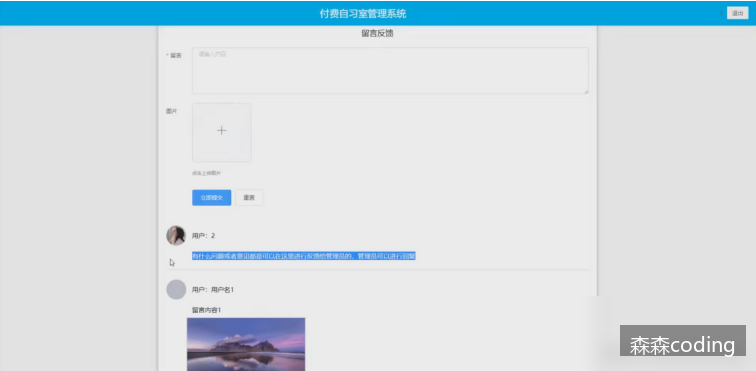 付费自习室管理系统
退出
留言反馈
* 留言
请输入内容
图片
+
点击上传图片
立即提交
重置
用户：2
有什么问题或者意见都是可以在这里进行反馈给管理员的，管理员可以进行回复
用户：用户名1
留言内容1
森森coding